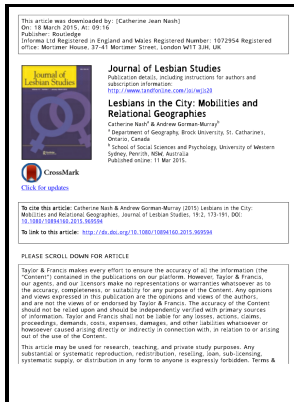 This article was downloaded by: [Catherine Jean Nash]
On: 18 March 2015, At: 09:16
Publisher: Routledge
Informa Ltd Registered in England and Wales Registered Number: 1072954 Registered
office: Mortimer House, 37-41 Mortimer Street, London W1T 3JH, UK
Journal of
Lesbian Studies
Journal of Lesbian Studies
Publication details, including instructions for authors and
subscription information:
http://www.tandfonline.com/loi/wjls20
Lesbians in the City: Mobilities and
Relational Geographies
Catherine Nash a & Andrew Gorman-Murray b
a Department of Geography, Brock University, St. Catharines,
Ontario, Canada
b School of Social Sciences and Psychology, University of Western
Sydney, Penrith, NSW, Australia
Published online: 11 Mar 2015.
CrossMark
Click for updates
To cite this article: Catherine Nash & Andrew Gorman-Murray (2015) Lesbians in the City:
Mobilities and Relational Geographies, Journal of Lesbian Studies, 19:2, 173-191, DOI:
10.1080/10894160.2015.969594
To link to this article: http://dx.doi.org/10.1080/10894160.2015.969594
PLEASE SCROLL DOWN FOR ARTICLE
Taylor & Francis makes every effort to ensure the accuracy of all the information (the
"Content") contained in the publications on our platform. However, Taylor & Francis,
our agents, and our licensors make no representations or warranties whatsoever as to
the accuracy, completeness, or suitability for any purpose of the Content. Any opinions
and views expressed in this publication are the opinions and views of the authors,
and are not the views of or endorsed by Taylor & Francis. The accuracy of the Content
should not be relied upon and should be independently verified with primary sources
of information. Taylor and Francis shall not be liable for any losses, actions, claims,
proceedings, demands, costs, expenses, damages, and other liabilities whatsoever or
howsoever caused arising directly or indirectly in connection with, in relation to or arising
out of the use of the Content.
This article may be used for research, teaching, and private study purposes. Any
substantial or systematic reproduction, redistribution, reselling, loan, sub-licensing,
systematic supply, or distribution in any form to anyone is expressly forbidden. Terms &